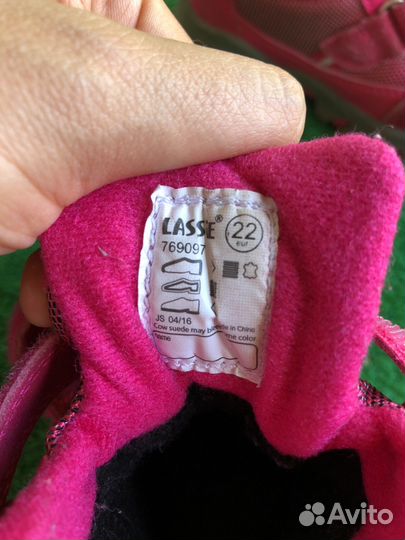 LASSE®
22
eur
769097
JS 04/16
Cow suede may in China
me color
Avito